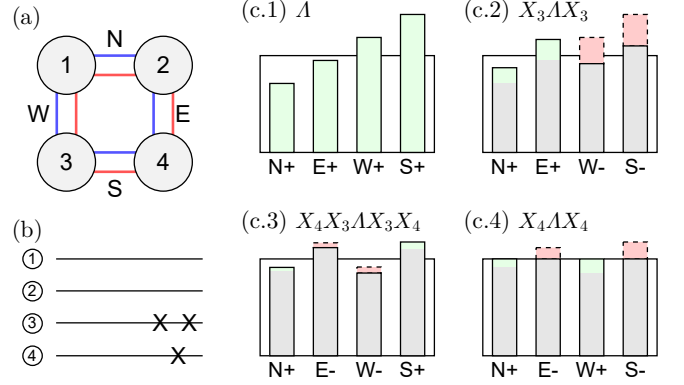 (a)
N
1
2
W
E
3
4
S
(b)
①
②
③ X X
④ X
(c.1) Λ
N+ E+ W+ S+
(c.2) X₃ΛX₃
N+ E+ W- S-
(c.3) X₄X₃ΛX₃X₄
N+ E- W- S+
(c.4) X₄ΛX₄
N+ E- W+ S-